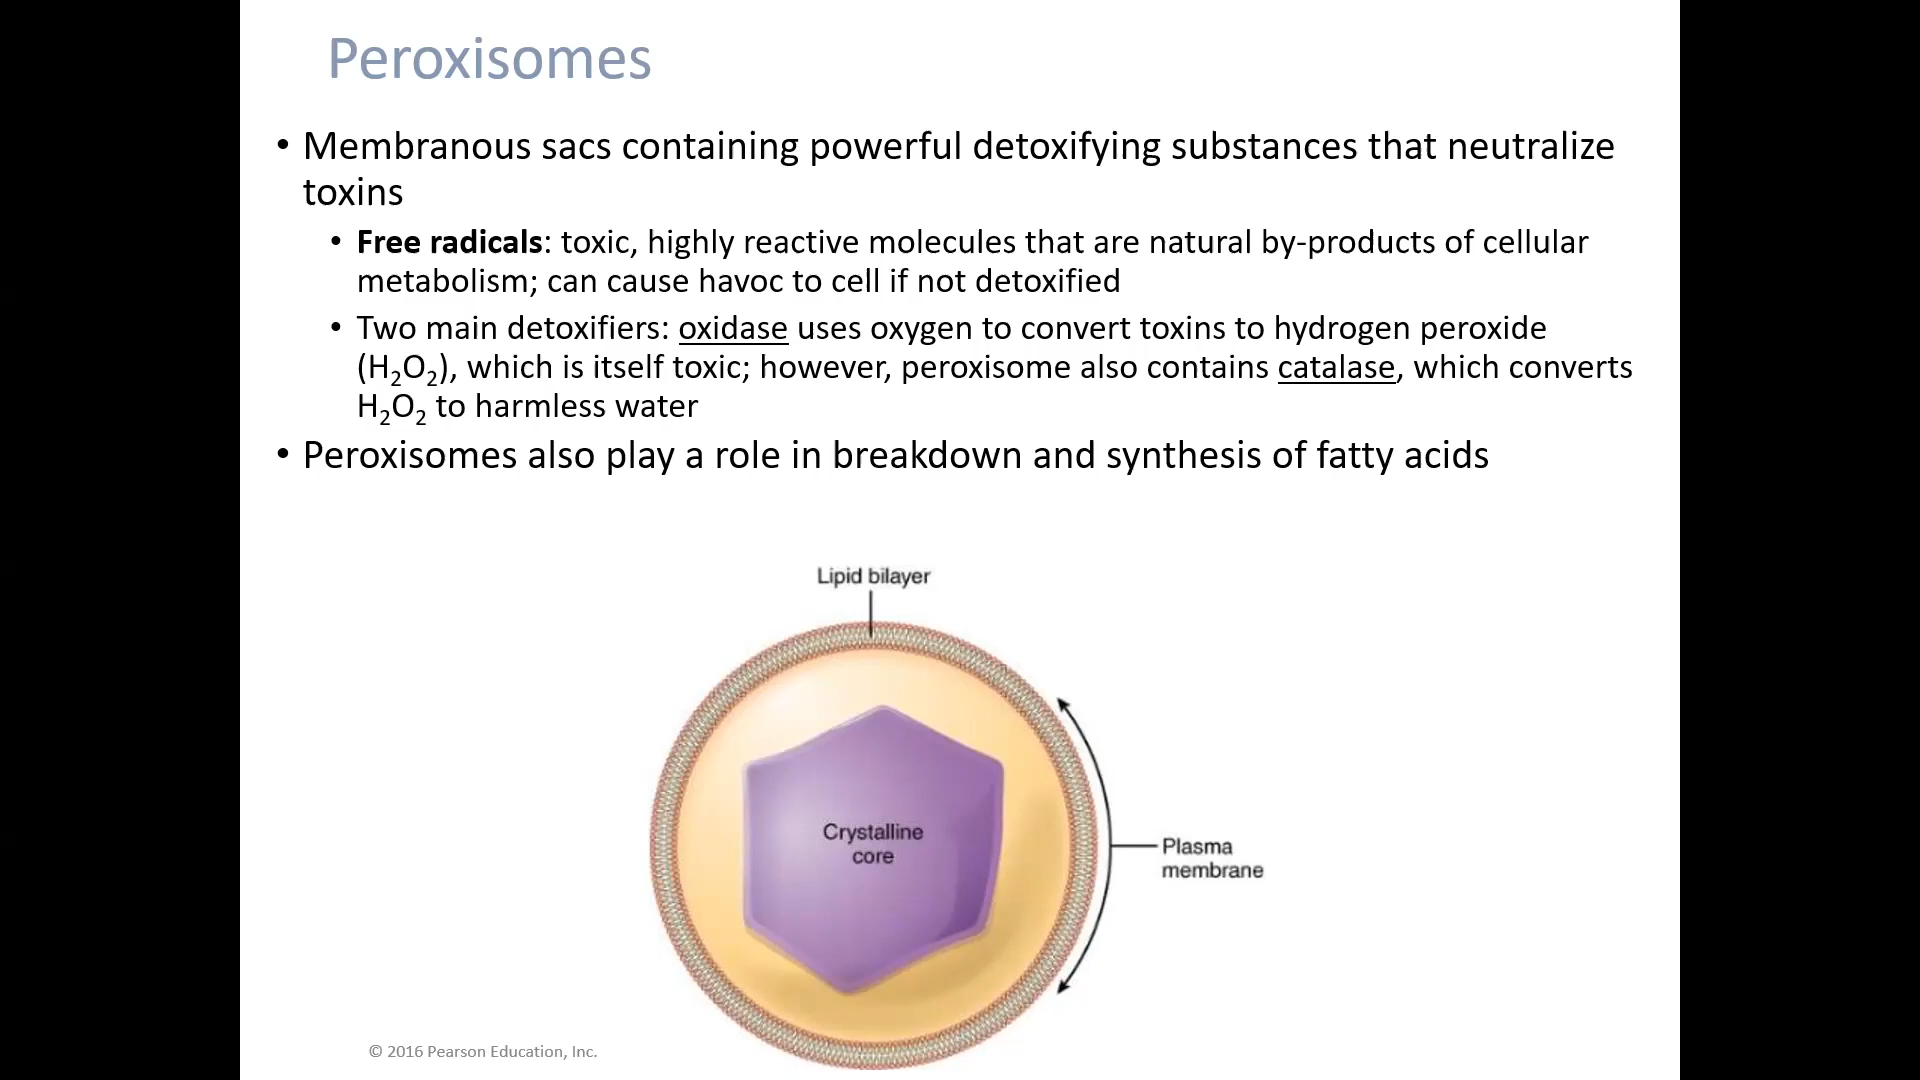 Peroxisomes
• Membranous sacs containing powerful detoxifying substances that neutralize
toxins
• Free radicals: toxic, highly reactive molecules that are natural by-products of cellular
metabolism; can cause havoc to cell if not detoxified
• Two main detoxifiers: oxidase uses oxygen to convert toxins to hydrogen peroxide
(H₂O₂), which is itself toxic; however, peroxisome also contains catalase, which converts
H₂O₂ to harmless water
• Peroxisomes also play a role in breakdown and synthesis of fatty acids
Lipid bilayer
Crystalline
core
Plasma
membrane
© 2016 Pearson Education, Inc.